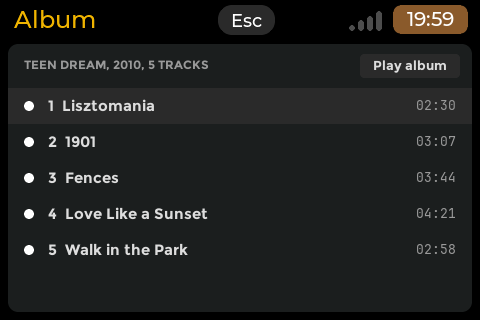 Album Esc 19:59
TEEN DREAM, 2010, 5 TRACKS Play album
1 Lisztomania 02:30
2 1901 03:07
3 Fences 03:44
4 Love Like a Sunset 04:21
5 Walk in the Park 02:58